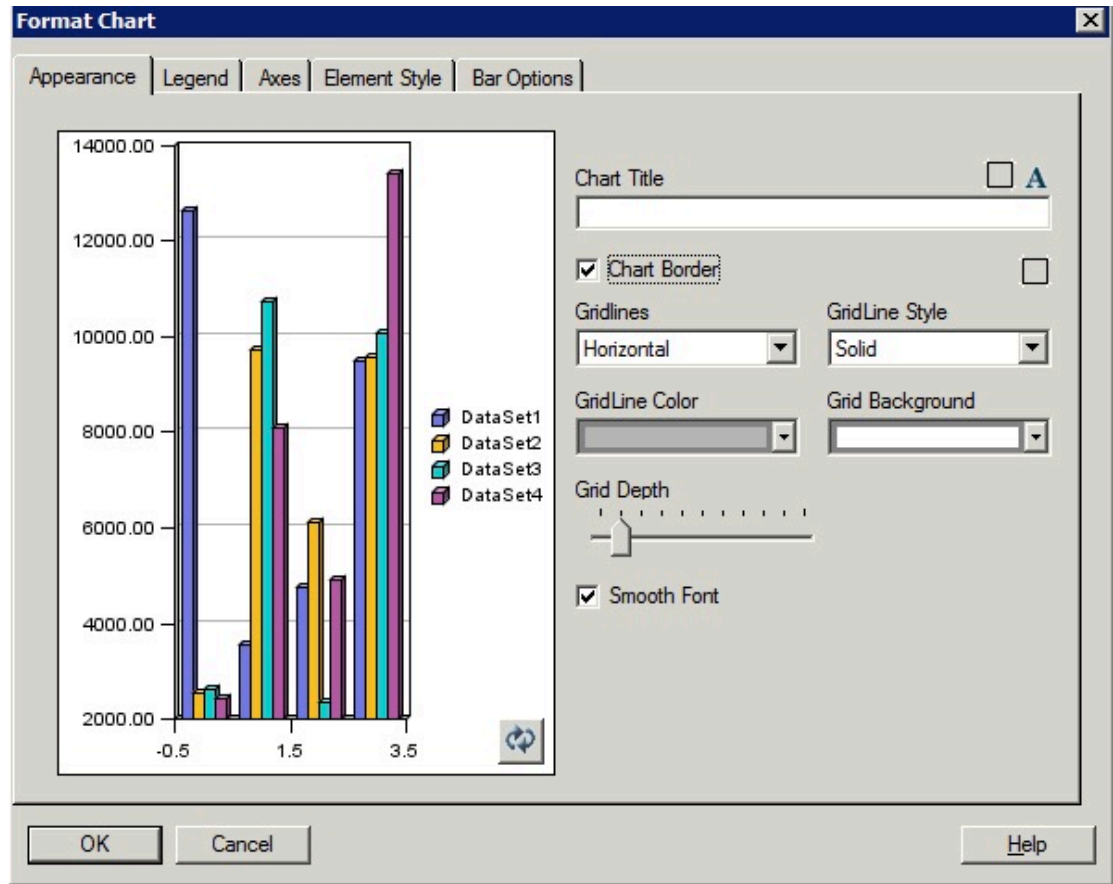 Format Chart
Appearance Legend Axes Element Style Bar Options
14000.00
12000.00
10000.00
8000.00
6000.00
4000.00
2000.00
-0.5 1.5 3.5
DataSet1
DataSet2
DataSet3
DataSet4
Chart Title A
Chart Border
Gridlines GridLine Style
Horizontal Solid
GridLine Color Grid Background
Grid Depth
Smooth Font
OK Cancel Help